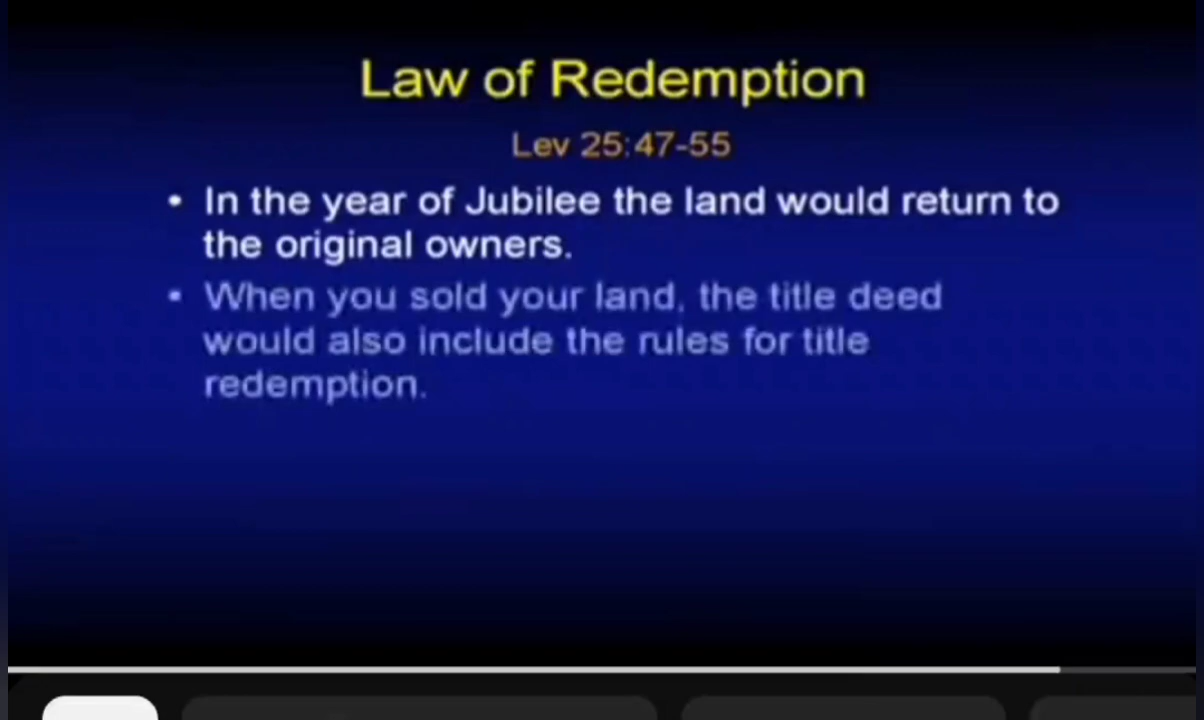 Law of Redemption
Lev 25:47-55
• In the year of Jubilee the land would return to
the original owners.
• When you sold your land, the title deed
would also include the rules for title
redemption.